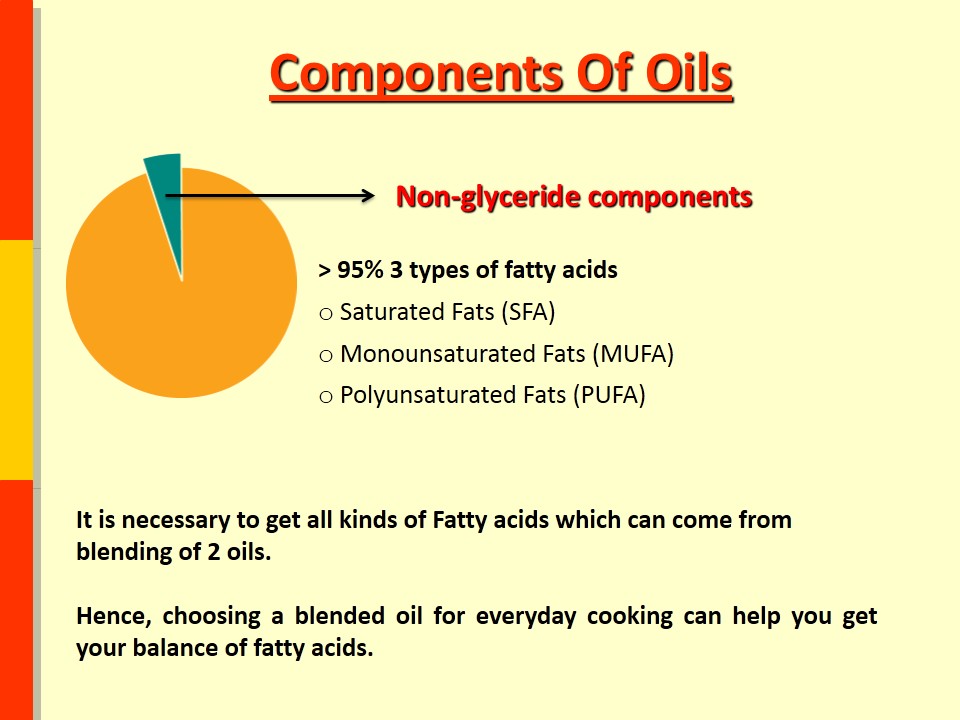 Components Of Oils
Non-glyceride components
> 95% 3 types of fatty acids
o Saturated Fats (SFA)
o Monounsaturated Fats (MUFA)
o Polyunsaturated Fats (PUFA)
It is necessary to get all kinds of Fatty acids which can come from
blending of 2 oils.
Hence, choosing a blended oil for everyday cooking can help you get
your balance of fatty acids.